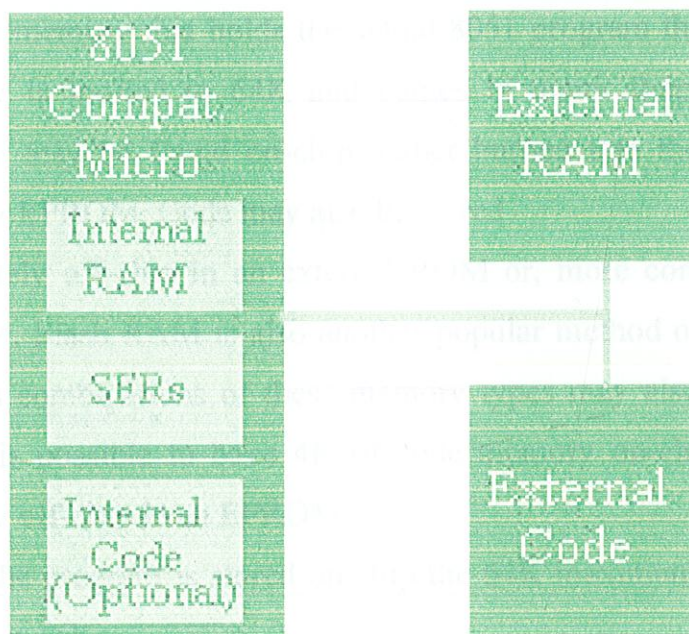 8051
Compat.
Micro
Internal
RAM
SFRs
Internal
Code
(Optional)
External
RAM
External
Code